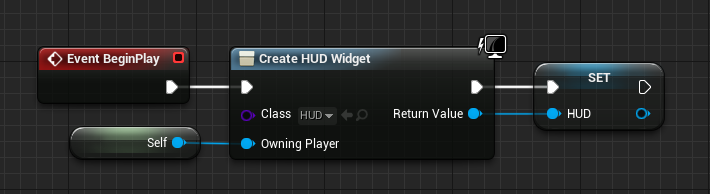 Event BeginPlay
Create HUD Widget
SET
Class HUD
Return Value
HUD
Self
Owning Player